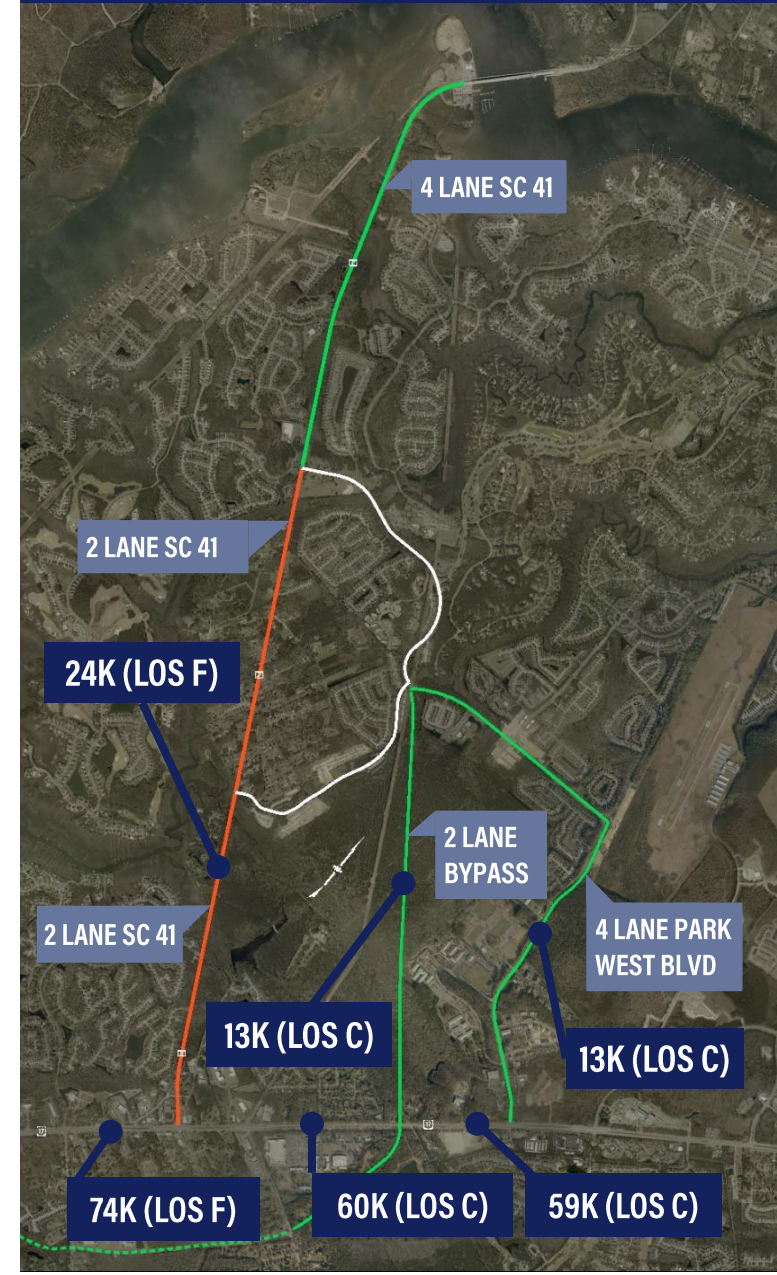 4 LANE SC 41
2 LANE SC 41
24K (LOS F)
2 LANE
BYPASS
2 LANE SC 41
4 LANE PARK
WEST BLVD
13K (LOS C)
13K (LOS C)
74K (LOS F)
60K (LOS C)
59K (LOS C)